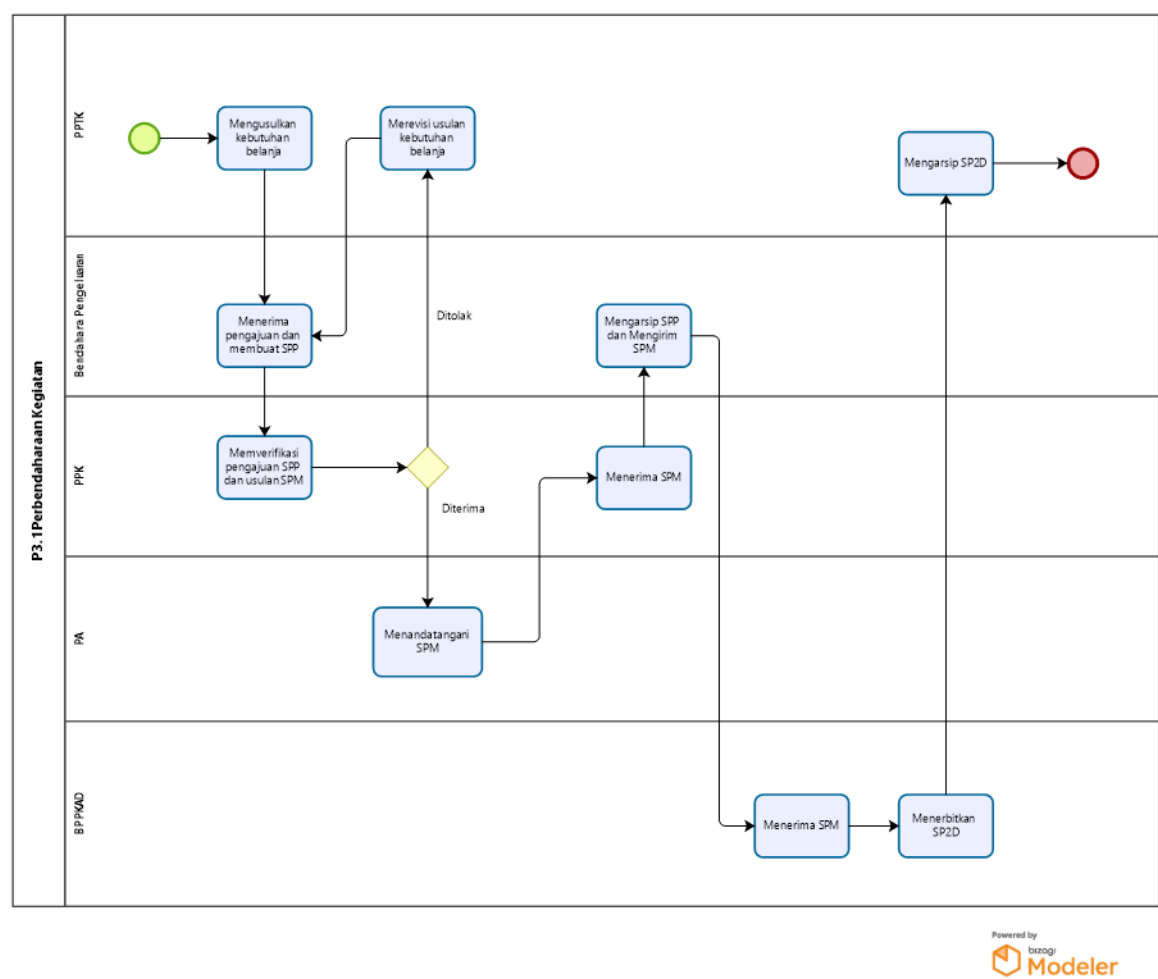 P3.1 Perbendaharaan Kegiatan
PPTK
Mengusulkan
kebutuhan
belanja
Merevisi usulan
kebutuhan
belanja
Mengarsip SP2D
Bendahara Pengeluaran
Menerima
pengajuan dan
membuat SPP
Ditolak
Mengarsip SPP
dan Mengirim
SPM
PPK
Memverifikasi
pengajuan SPP
dan usulan SPM
Diterima
Menerima SPM
PA
Menandatangani
SPM
BPPKAD
Menerima SPM
Menerbitkan
SP2D
Powered by
bizagi
Modeler